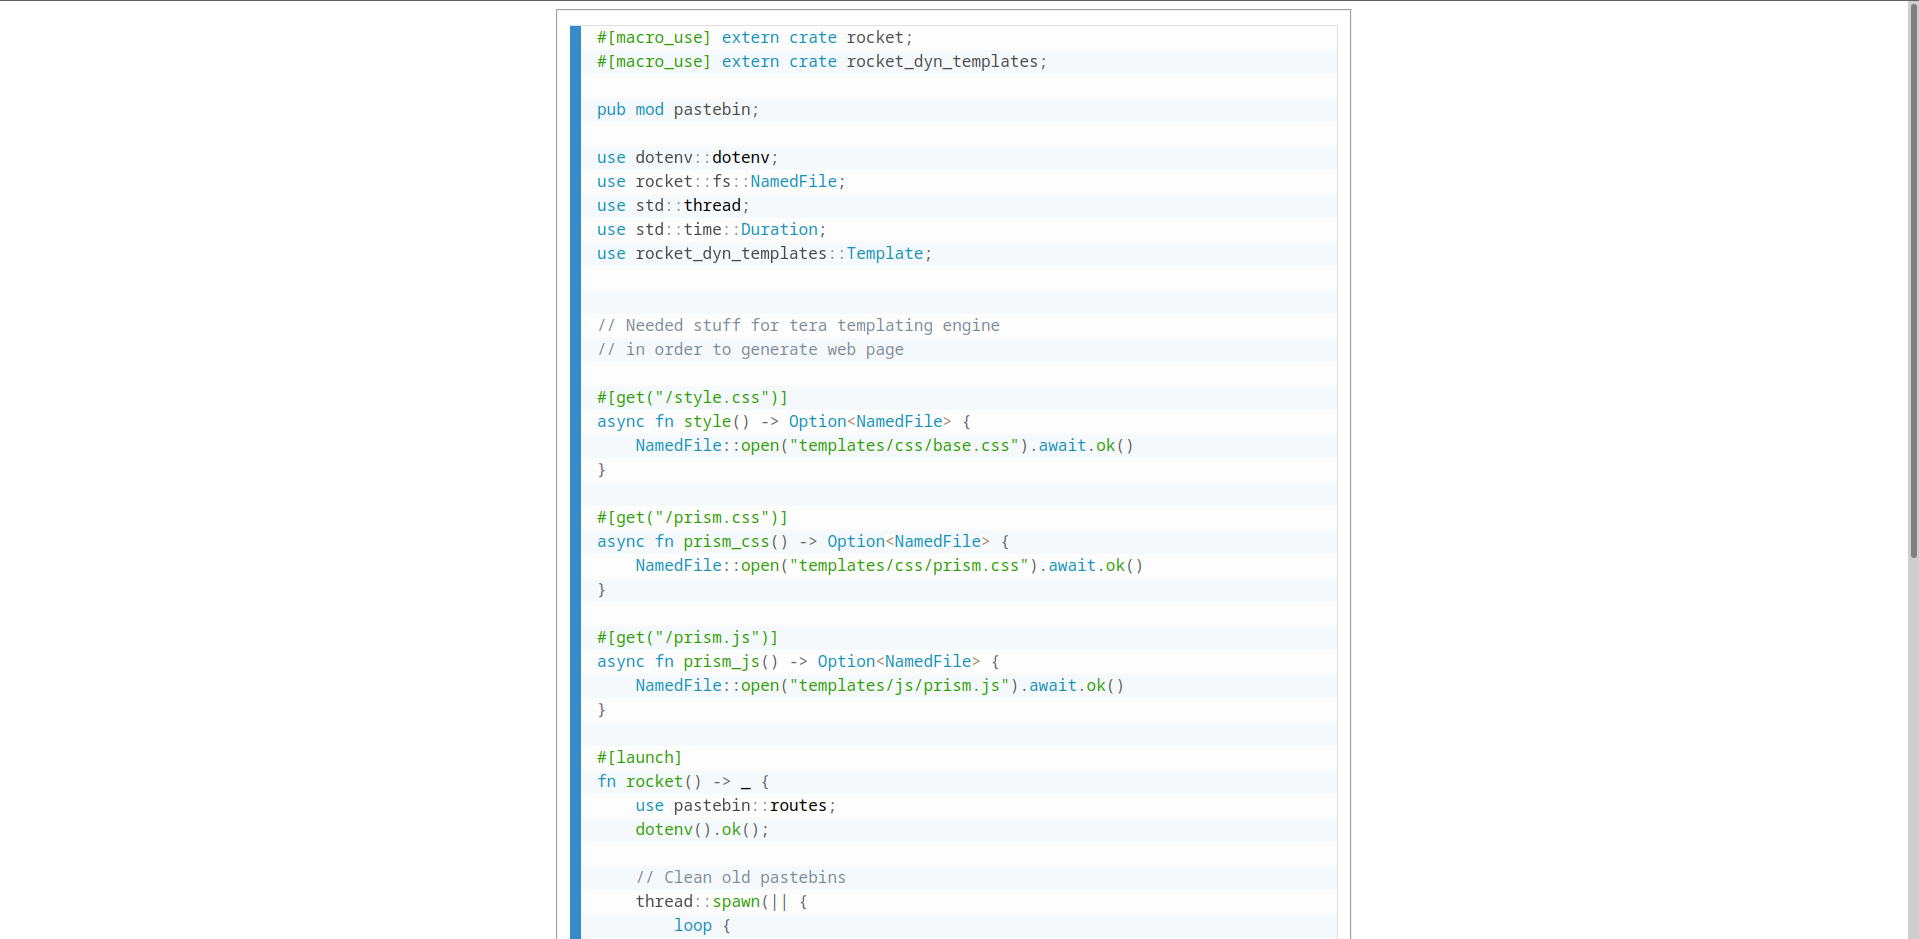 #[macro_use] extern crate rocket;
#[macro_use] extern crate rocket_dyn_templates;
pub mod pastebin;
use dotenv::dotenv;
use rocket::fs::NamedFile;
use std::thread;
use std::time::Duration;
use rocket_dyn_templates::Template;
// Needed stuff for tera templating engine
// in order to generate web page
#[get("/style.css")]
async fn style() -> Option<NamedFile> {
    NamedFile::open("templates/css/base.css").await.ok()
}
#[get("/prism.css")]
async fn prism_css() -> Option<NamedFile> {
    NamedFile::open("templates/css/prism.css").await.ok()
}
#[get("/prism.js")]
async fn prism_js() -> Option<NamedFile> {
    NamedFile::open("templates/js/prism.js").await.ok()
}
#[launch]
fn rocket() -> _ {
    use pastebin::routes;
    dotenv().ok();
    // Clean old pastebins
    thread::spawn(|| {
        loop {